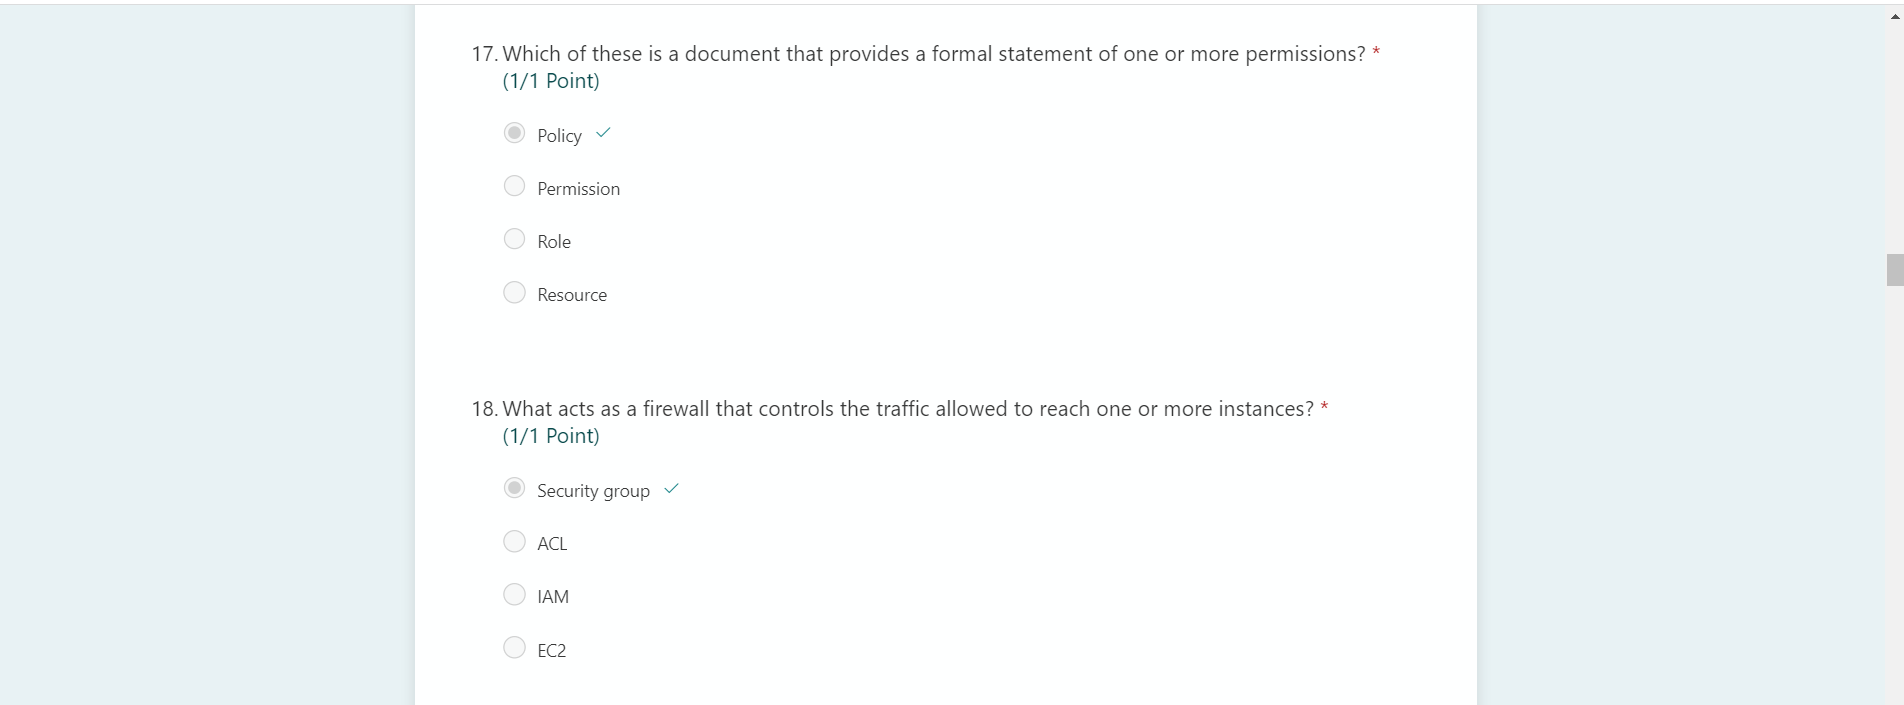 17. Which of these is a document that provides a formal statement of one or more permissions? *
(1/1 Point)
Policy
Permission
Role
Resource
18. What acts as a firewall that controls the traffic allowed to reach one or more instances? *
(1/1 Point)
Security group
ACL
IAM
EC2